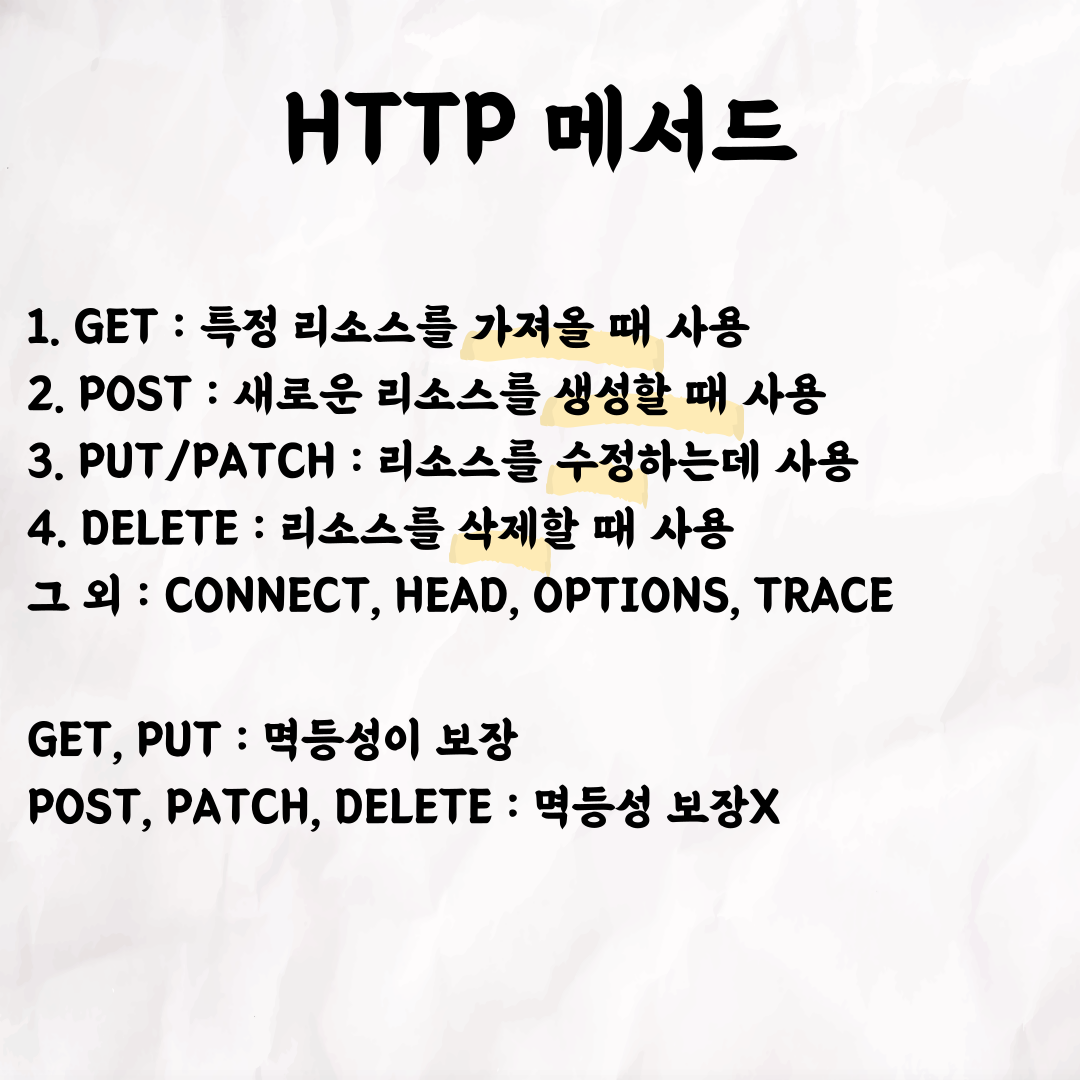 HTTP 메서드
1. GET : 특정 리소스를 가져올 때 사용
2. POST : 새로운 리소스를 생성할 때 사용
3. PUT/PATCH : 리소스를 수정하는데 사용
4. DELETE : 리소스를 삭제할 때 사용
그 외 : CONNECT, HEAD, OPTIONS, TRACE
GET, PUT : 멱등성이 보장
POST, PATCH, DELETE : 멱등성 보장X